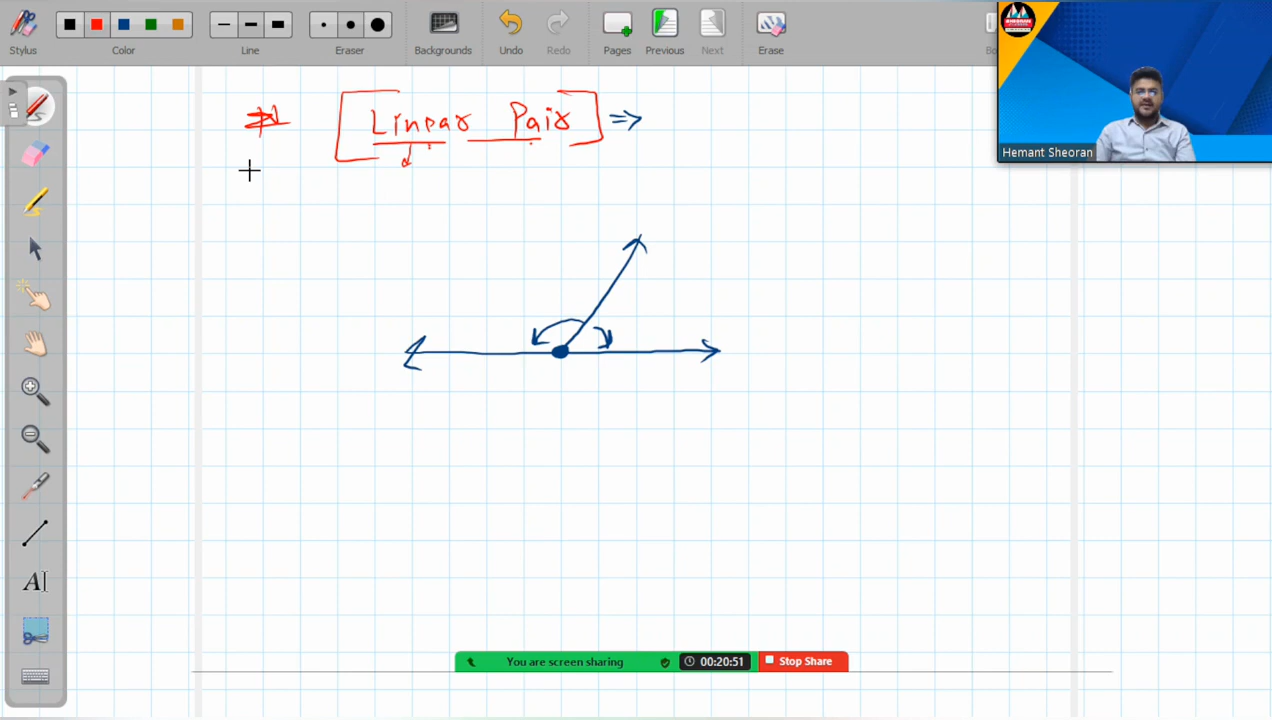 Stylus Color Line Eraser Backgrounds Undo Redo Pages Previous Next Erase
Linear Pair =>
Hemant Sheoran
AI
You are screen sharing 00:20:51 Stop Share